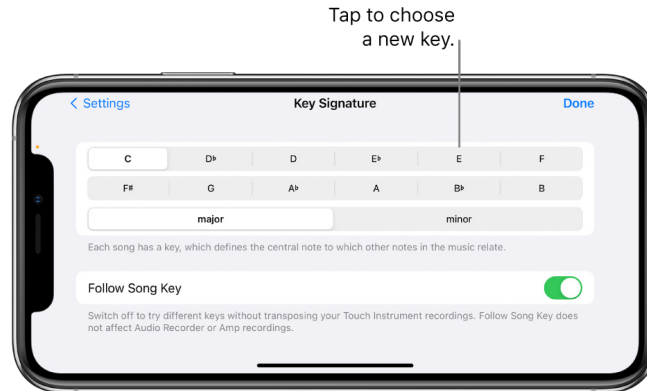 Tap to choose
a new key.
Settings Key Signature Done
C D♭ D E♭ E F
F# G A♭ A B♭ B
major minor
Each song has a key, which defines the central note to which other notes in the music relate.
Follow Song Key
Switch off to try different keys without transposing your Touch Instrument recordings. Follow Song Key does
not affect Audio Recorder or Amp recordings.